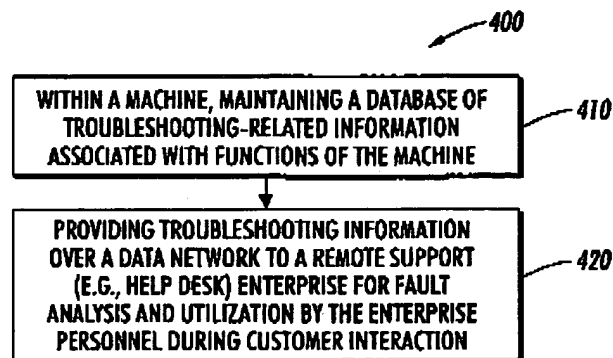 400
WITHIN A MACHINE, MAINTAINING A DATABASE OF
TROUBLESHOOTING-RELATED INFORMATION
ASSOCIATED WITH FUNCTIONS OF THE MACHINE
410
PROVIDING TROUBLESHOOTING INFORMATION
OVER A DATA NETWORK TO A REMOTE SUPPORT
(E.G., HELP DESK) ENTERPRISE FOR FAULT
ANALYSIS AND UTILIZATION BY THE ENTERPRISE
PERSONNEL DURING CUSTOMER INTERACTION
420